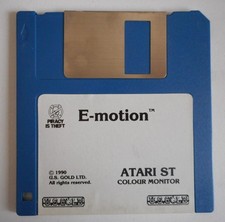 E-motion™
PIRACY
IS THEFT
© 1990
U.S. GOLD LTD.
All rights reserved.
ATARI ST
COLOUR MONITOR